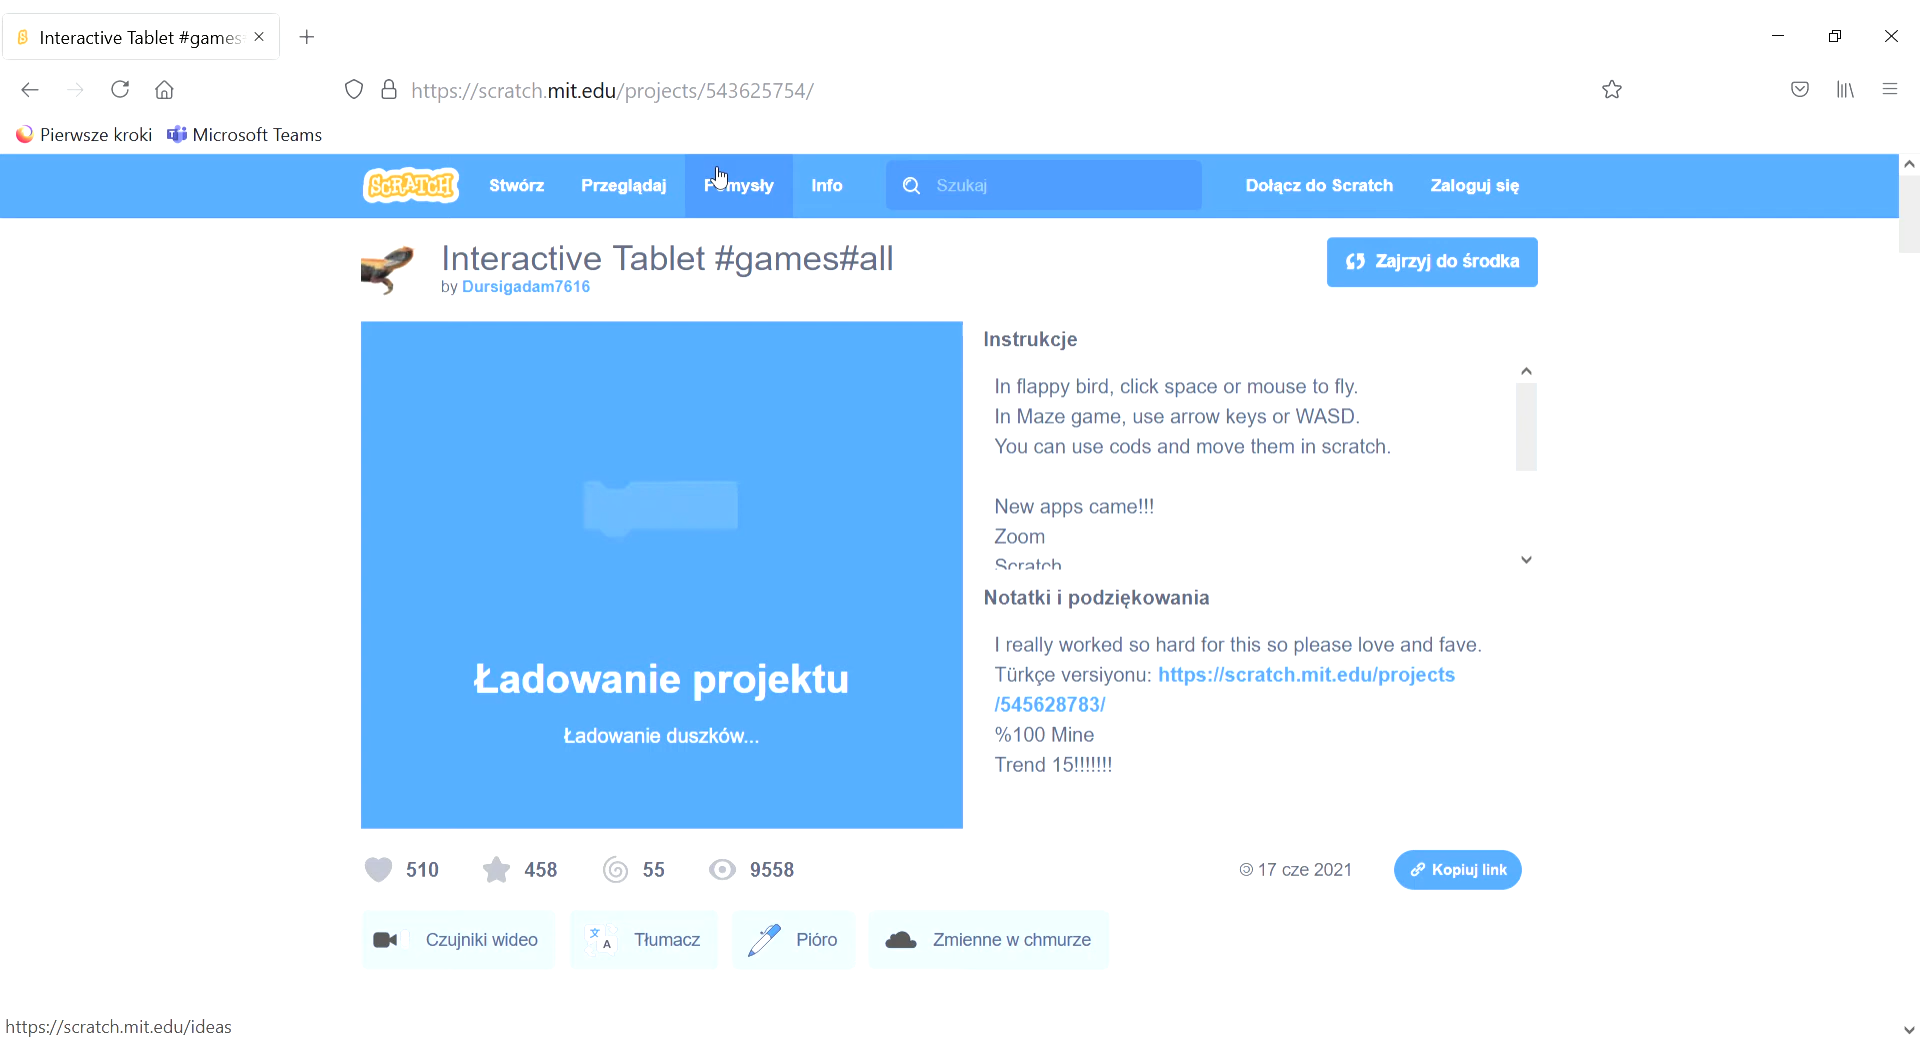 Interactive Tablet #games
https://scratch.mit.edu/projects/543625754/
Pierwsze kroki Microsoft Teams
SCRATCH Stwórz Przeglądaj Info Szukaj Dołącz do Scratch Zaloguj się
Interactive Tablet #games#all
by Dursigadam7616
Zajrzyj do środka
Instrukcje
In flappy bird, click space or mouse to fly.
In Maze game, use arrow keys or WASD.
You can use cods and move them in scratch.
New apps came!!!
Zoom
Scratch
Ładowanie projektu
Ładowanie duszków...
Notatki i podziękowania
I really worked so hard for this so please love and fave.
Türkçe versiyonu: https://scratch.mit.edu/projects
/545628783/
%100 Mine
Trend 15!!!!!!!
510 458 55 9558
© 17 cze 2021
Kopiuj link
Czujniki wideo Tłumacz Pióro Zmienne w chmurze
https://scratch.mit.edu/ideas